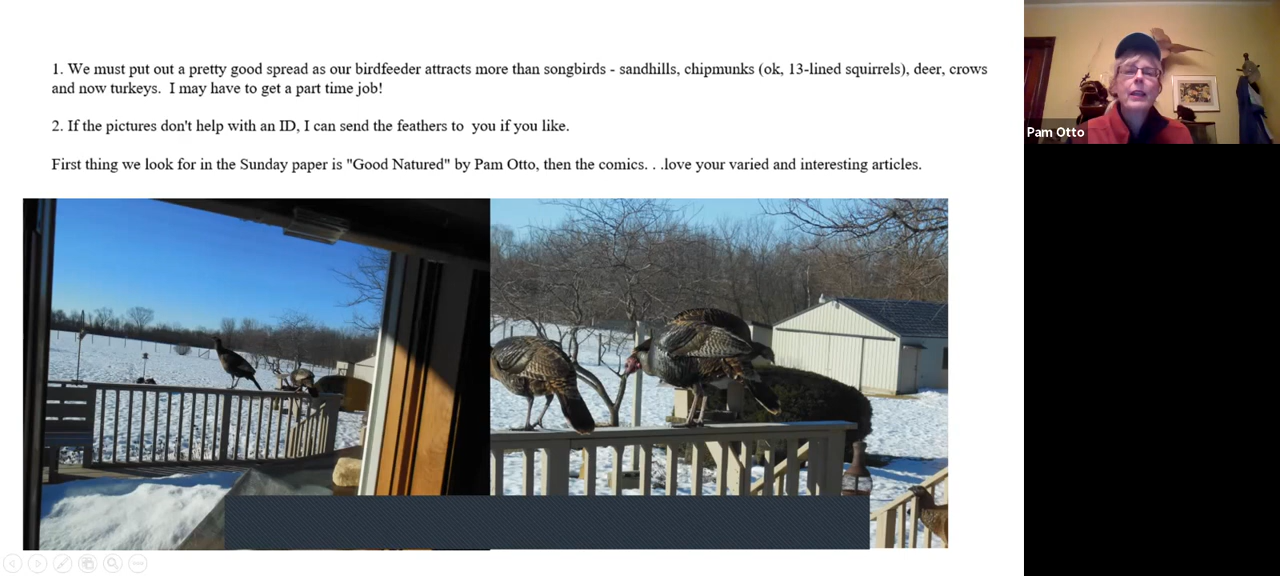 1. We must put out a pretty good spread as our birdfeeder attracts more than songbirds - sandhills, chipmunks (ok, 13-lined squirrels), deer, crows
and now turkeys.  I may have to get a part time job!
2. If the pictures don't help with an ID, I can send the feathers to  you if you like.
First thing we look for in the Sunday paper is "Good Natured" by Pam Otto, then the comics. . .love your varied and interesting articles.
Pam Otto